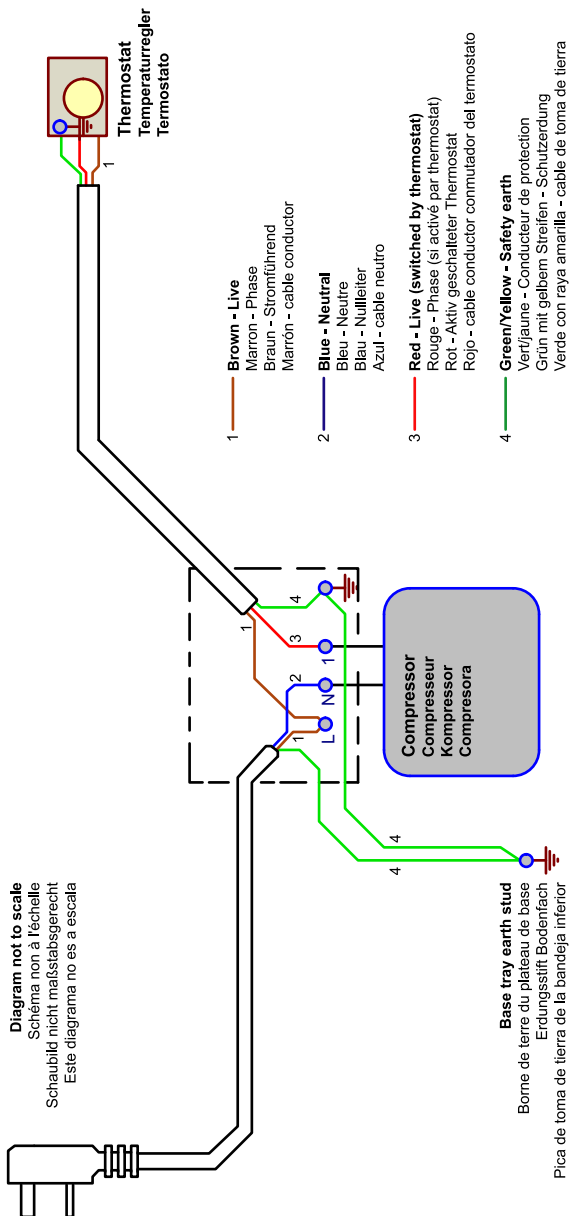 Diagram not to scale
Schéma non à l'échelle
Schaubild nicht maßstabsgerecht
Este diagrama no es a escala
Thermostat
Temperaturregler
Termostato
1
1
Brown - Live
Marron - Phase
Braun - Stromführend
Marrón - cable conductor
2
Blue - Neutral
Bleu - Neutre
Blau - Nullleiter
Azul - cable neutro
3
Red - Live (switched by thermostat)
Rouge - Phase (si activé par thermostat)
Rot - Aktiv geschalteter Thermostat
Rojo - cable conductor conmutador del termostato
4
Green/Yellow - Safety earth
Vert/jaune - Conducteur de protection
Grün mit gelbem Streifen - Schutzerdung
Verde con raya amarilla - cable de toma de tierra
1
2
1
3
4
L
N
1
Compressor
Compresseur
Kompressor
Compresora
4
4
Base tray earth stud
Borne de terre du plateau de base
Erdungsstift Bodenfach
Pica de toma de tierra de la bandeja inferior